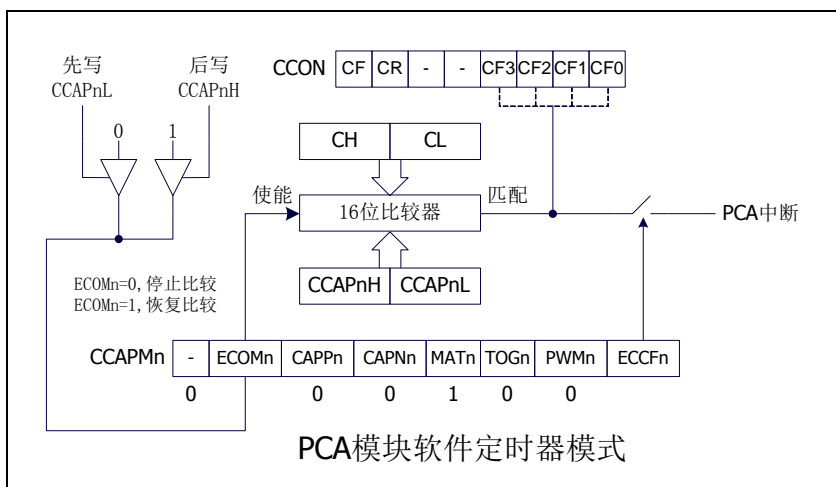 先写
CCAPnL
后写
CCAPnH
0
1
CCON CF CR - - CF3 CF2 CF1 CF0
CH CL
使能
16位比较器
匹配
PCA中断
CCAPnH CCAPnL
ECOMn=0,停止比较
ECOMn=1,恢复比较
CCAPMn - ECOMn CAPPn CAPNn MATn TOGn PWMn ECCFn
0 0 0 1 0 0
PCA模块软件定时器模式